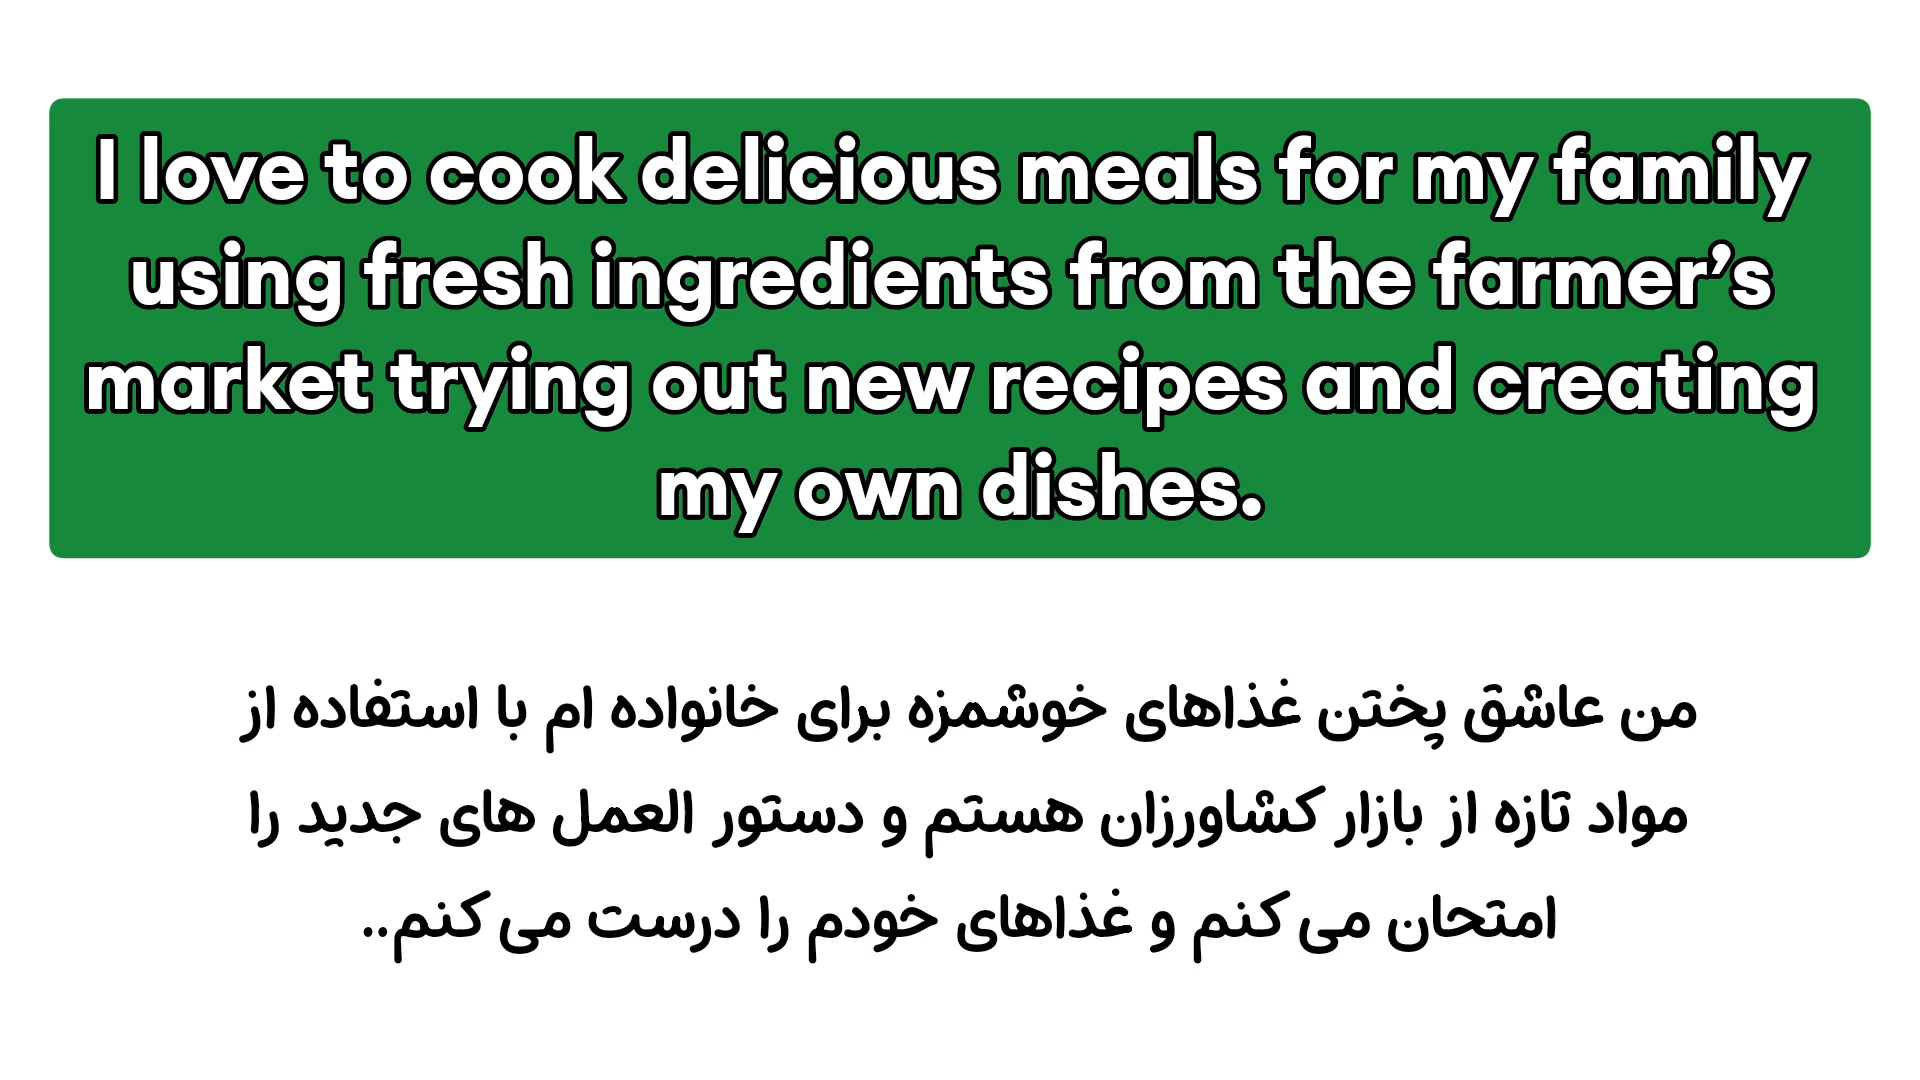 I love to cook delicious meals for my family
using fresh ingredients from the farmer’s
market trying out new recipes and creating
my own dishes.
من عاشق پختن غذاهای خوشمزه برای خانواده ام با استفاده از
مواد تازه از بازار کشاورزان هستم و دستور العمل های جدید را
امتحان می کنم و غذاهای خودم را درست می کنم..